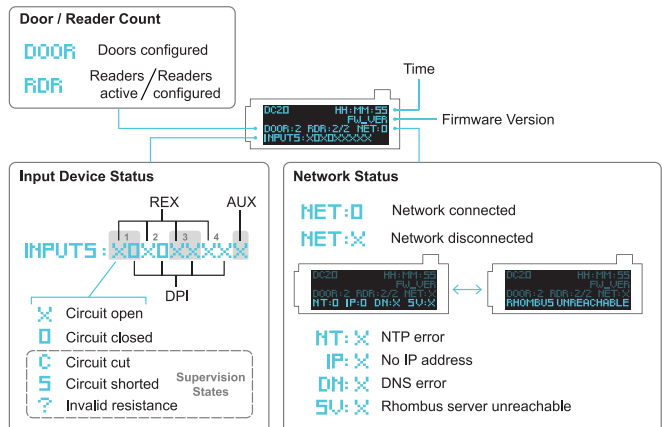 Door / Reader Count
DOOR Doors configured
RDR Readers active / Readers configured
Time
Firmware Version
DC20 HH:MM:SS
FW_VER
DOOR:2 RDR:2/2 NET:O
INPUTS:XOXOXXXXX
Input Device Status
REX AUX
1 2 3 4
INPUTS:XOXOXXXXX
DPI
X Circuit open
O Circuit closed
C Circuit cut
S Circuit shorted
? Invalid resistance
Supervision States
Network Status
NET:O Network connected
NET:X Network disconnected
DC20 HH:MM:SS
FW_VER
DOOR:2 RDR:2/2 NET:X
NT:O IP:O DN:X SV:X
DC20 HH:MM:SS
FW_VER
DOOR:2 RDR:2/2 NET:X
RHOMBUS UNREACHABLE
NT:X NTP error
IP:X No IP address
DN:X DNS error
SV:X Rhombus server unreachable